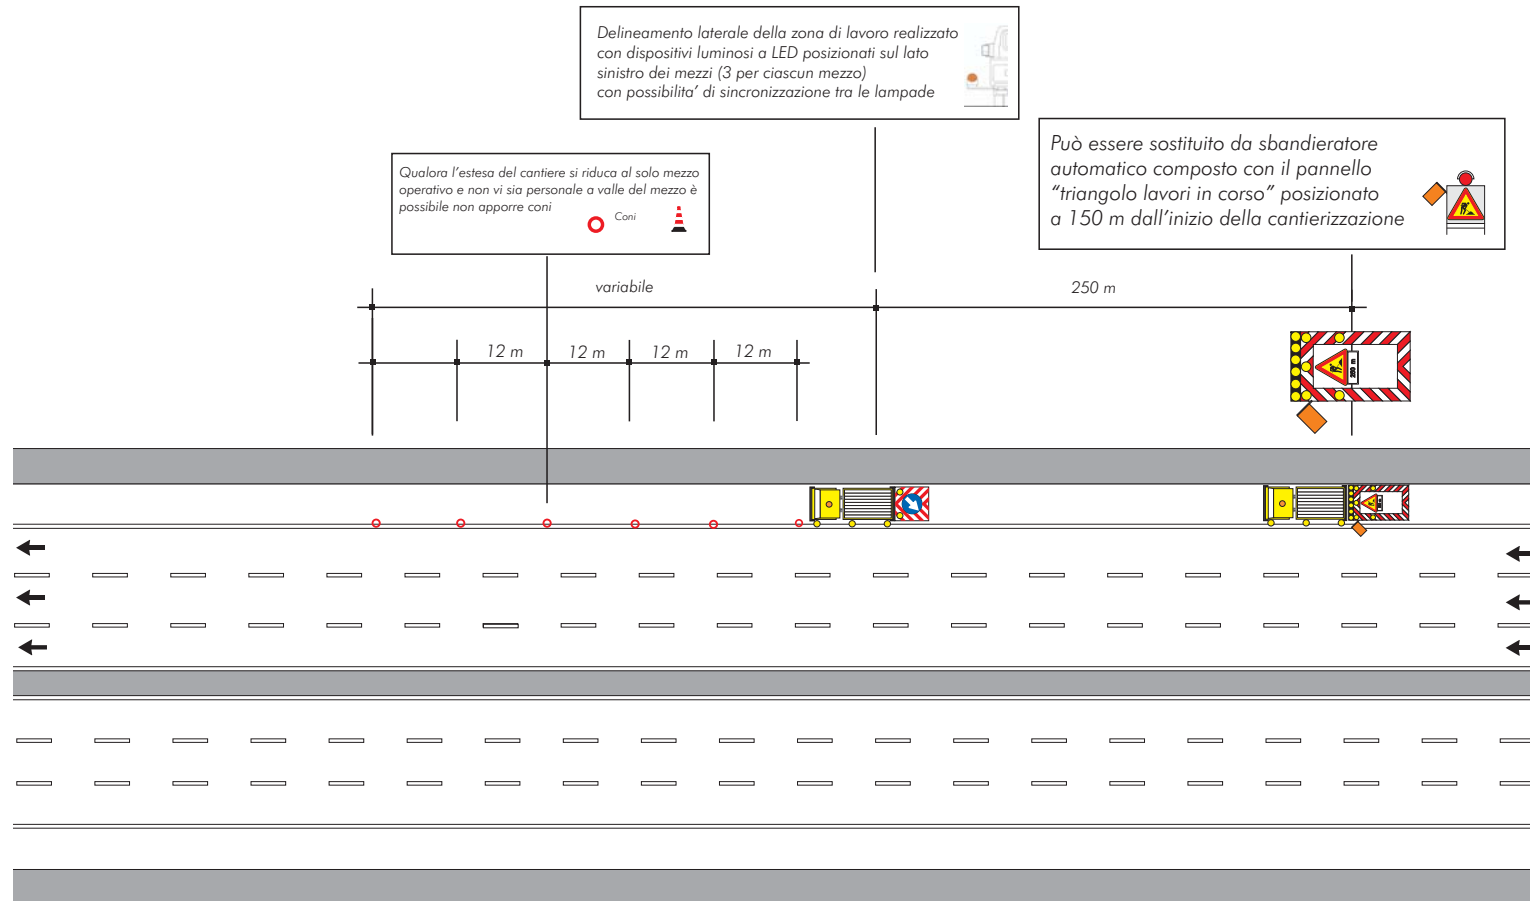 Delineamento laterale della zona di lavoro realizzato
con dispositivi luminosi a LED posizionati sul lato
sinistro dei mezzi (3 per ciascun mezzo)
con possibilita' di sincronizzazione tra le lampade
Può essere sostituito da sbandieratore
automatico composto con il pannello
“triangolo lavori in corso” posizionato
a 150 m dall'inizio della cantierizzazione
Qualora l'estesa del cantiere si riduca al solo mezzo
operativo e non vi sia personale a valle del mezzo è
possibile non apporre coni
Coni
variabile
250 m
12 m
12 m
12 m
12 m
250 m